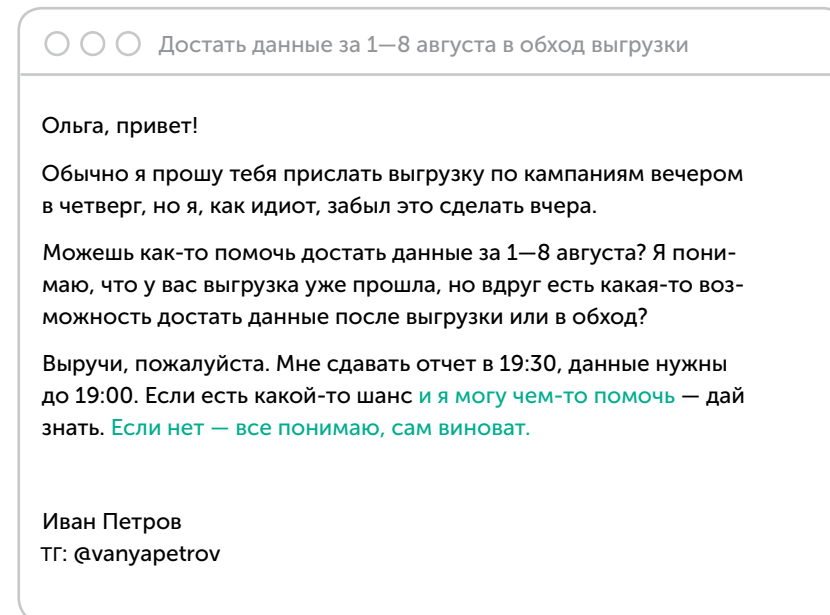 Достать данные за 1—8 августа в обход выгрузки
Ольга, привет!
Обычно я прошу тебя прислать выгрузку по кампаниям вечером
в четверг, но я, как идиот, забыл это сделать вчера.
Можешь как-то помочь достать данные за 1—8 августа? Я пони-
маю, что у вас выгрузка уже прошла, но вдруг есть какая-то воз-
можность достать данные после выгрузки или в обход?
Выручи, пожалуйста. Мне сдавать отчет в 19:30, данные нужны
до 19:00. Если есть какой-то шанс и я могу чем-то помочь — дай
знать. Если нет — все понимаю, сам виноват.
Иван Петров
ТГ: @vanyapetrov